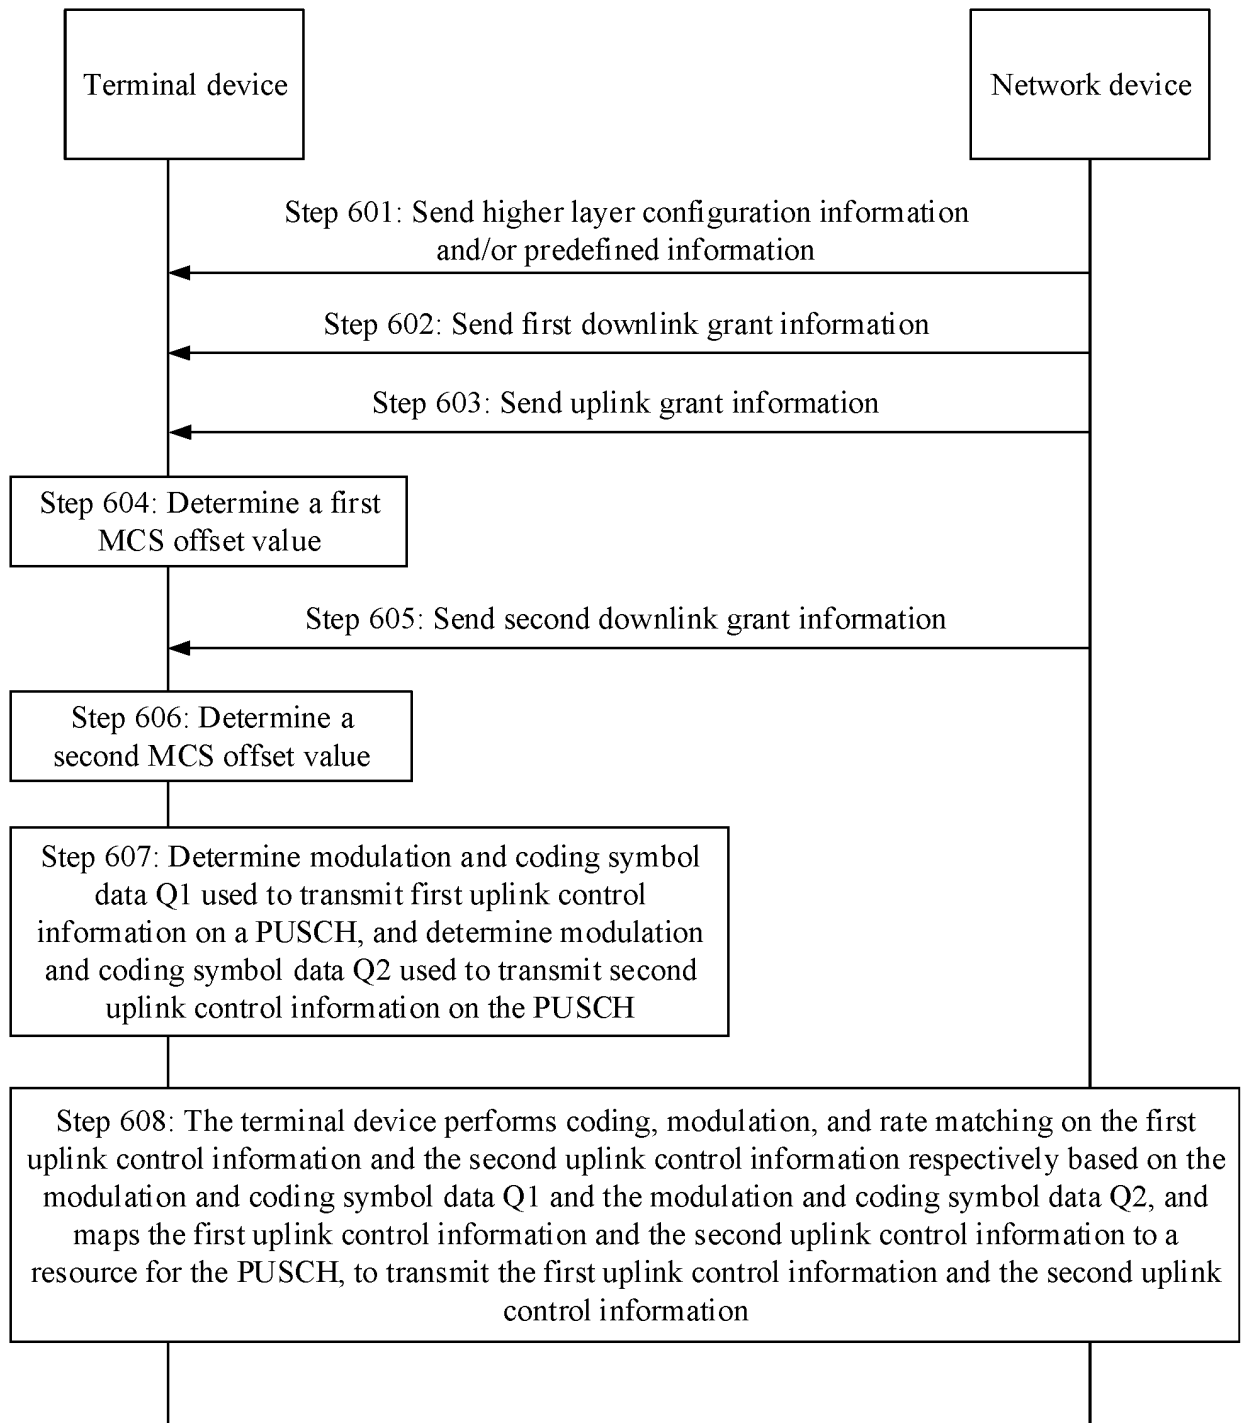 Terminal device
Network device
Step 601: Send higher layer configuration information
and/or predefined information
Step 602: Send first downlink grant information
Step 603: Send uplink grant information
Step 604: Determine a first
MCS offset value
Step 605: Send second downlink grant information
Step 606: Determine a
second MCS offset value
Step 607: Determine modulation and coding symbol
data Q1 used to transmit first uplink control
information on a PUSCH, and determine modulation
and coding symbol data Q2 used to transmit second
uplink control information on the PUSCH
Step 608: The terminal device performs coding, modulation, and rate matching on the first
uplink control information and the second uplink control information respectively based on the
modulation and coding symbol data Q1 and the modulation and coding symbol data Q2, and
maps the first uplink control information and the second uplink control information to a
resource for the PUSCH, to transmit the first uplink control information and the second uplink
control information